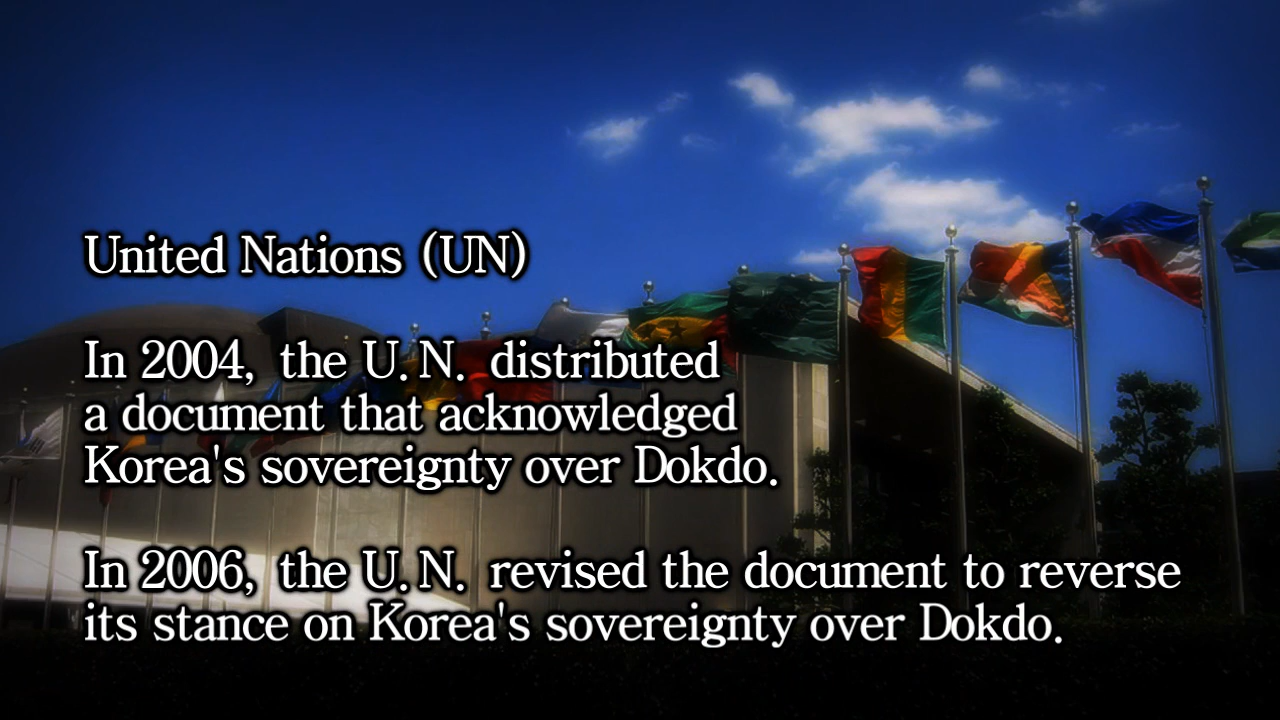 United Nations (UN)
In 2004, the U.N. distributed
a document that acknowledged
Korea's sovereignty over Dokdo.
In 2006, the U.N. revised the document to reverse
its stance on Korea's sovereignty over Dokdo.